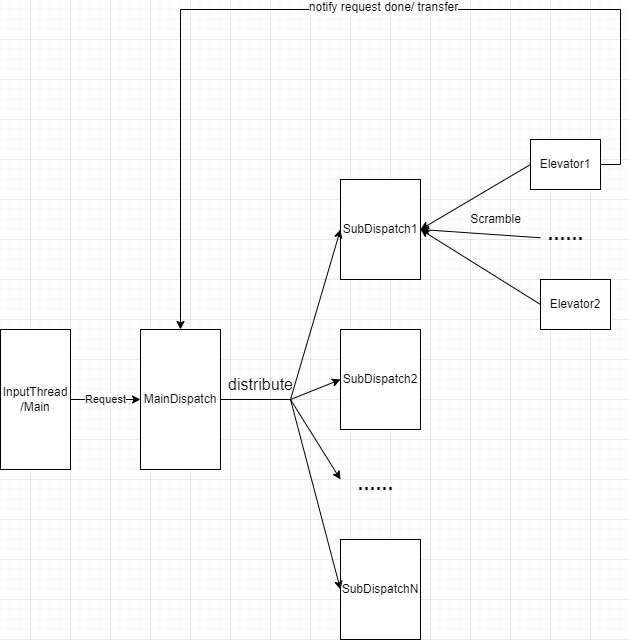 notify request done/ transfer
Elevator1
Scramble
SubDispatch1
......
Elevator2
InputThread
/Main
Request
MainDispatch
distribute
SubDispatch2
......
SubDispatchN